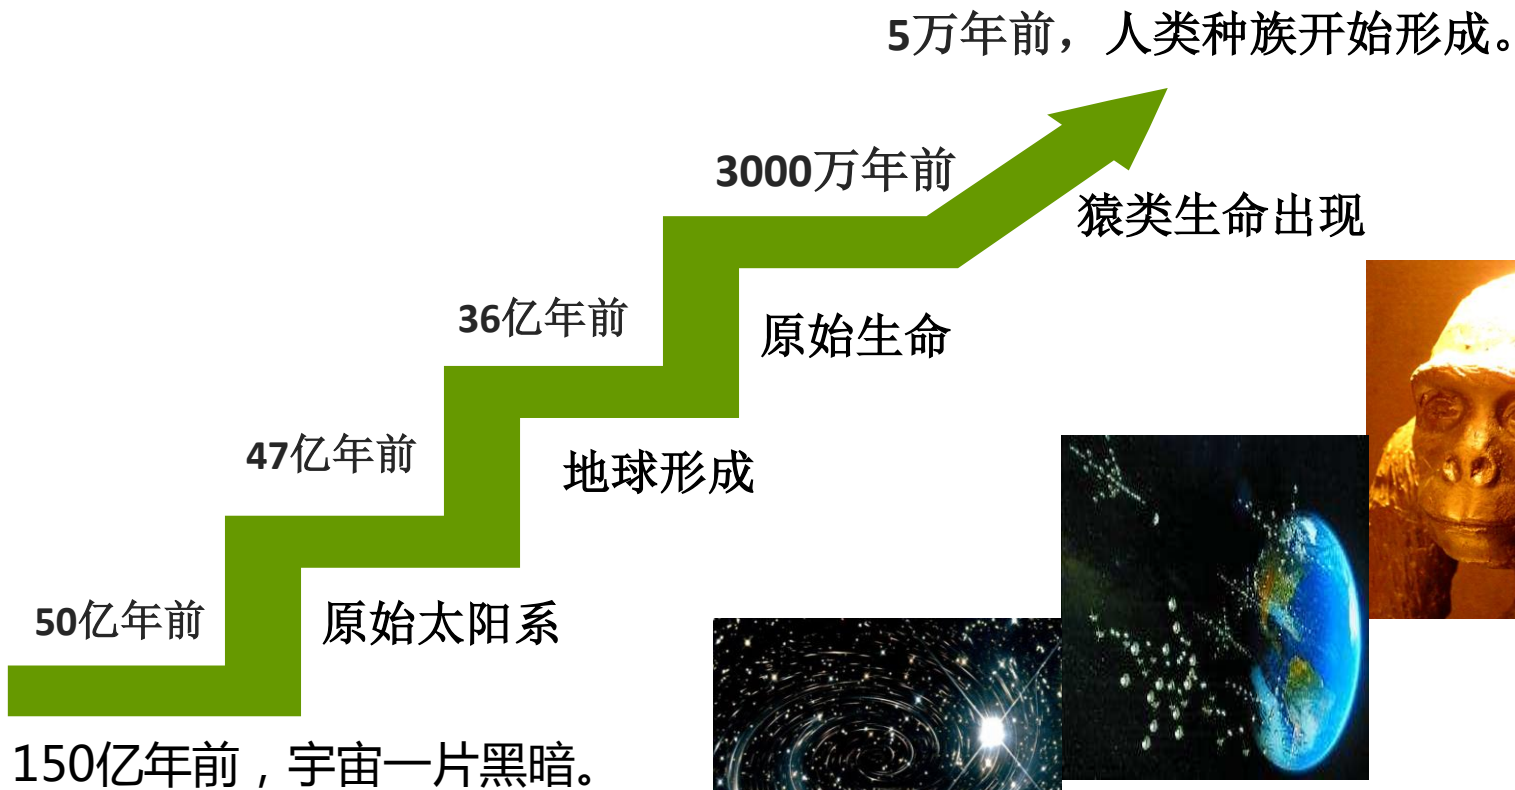 5万年前，人类种族开始形成。
3000万年前
猿类生命出现
36亿年前
原始生命
47亿年前
地球形成
50亿年前
原始太阳系
150亿年前，宇宙一片黑暗。